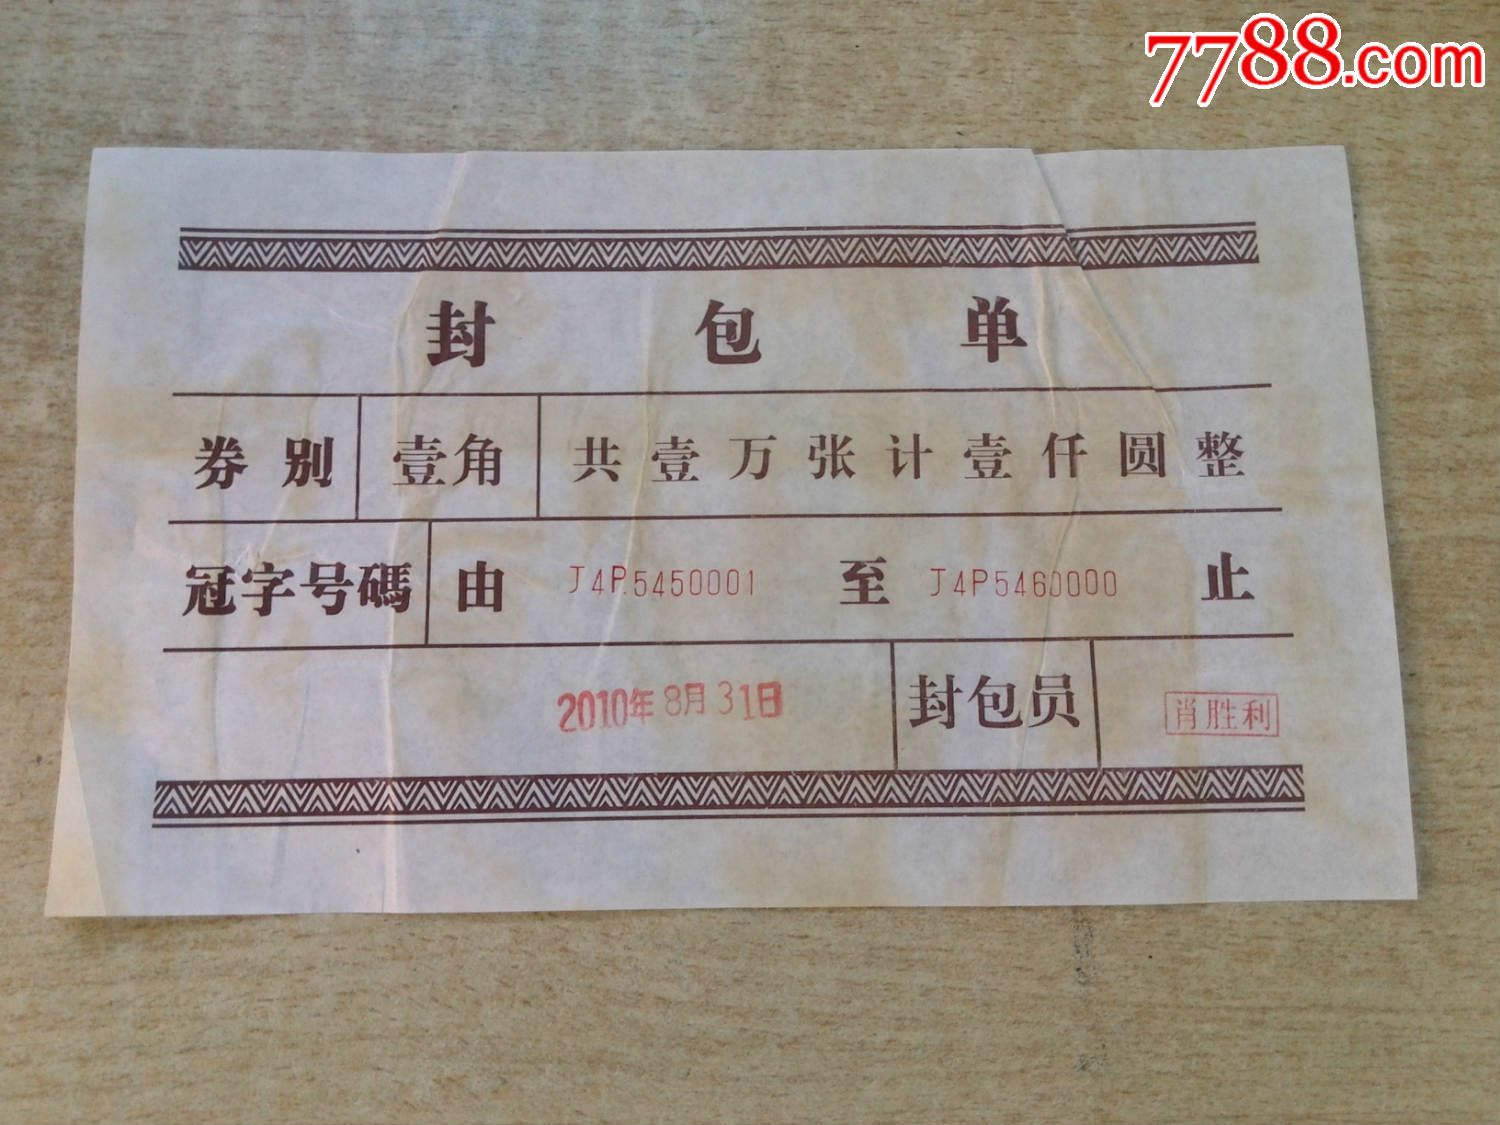 7788.com
封包单
券别 壹角 共壹万张计壹仟圆整
冠字号碼 由 J4P5450001 至 J4P5460000 止
2010年8月31日 封包员 肖胜利